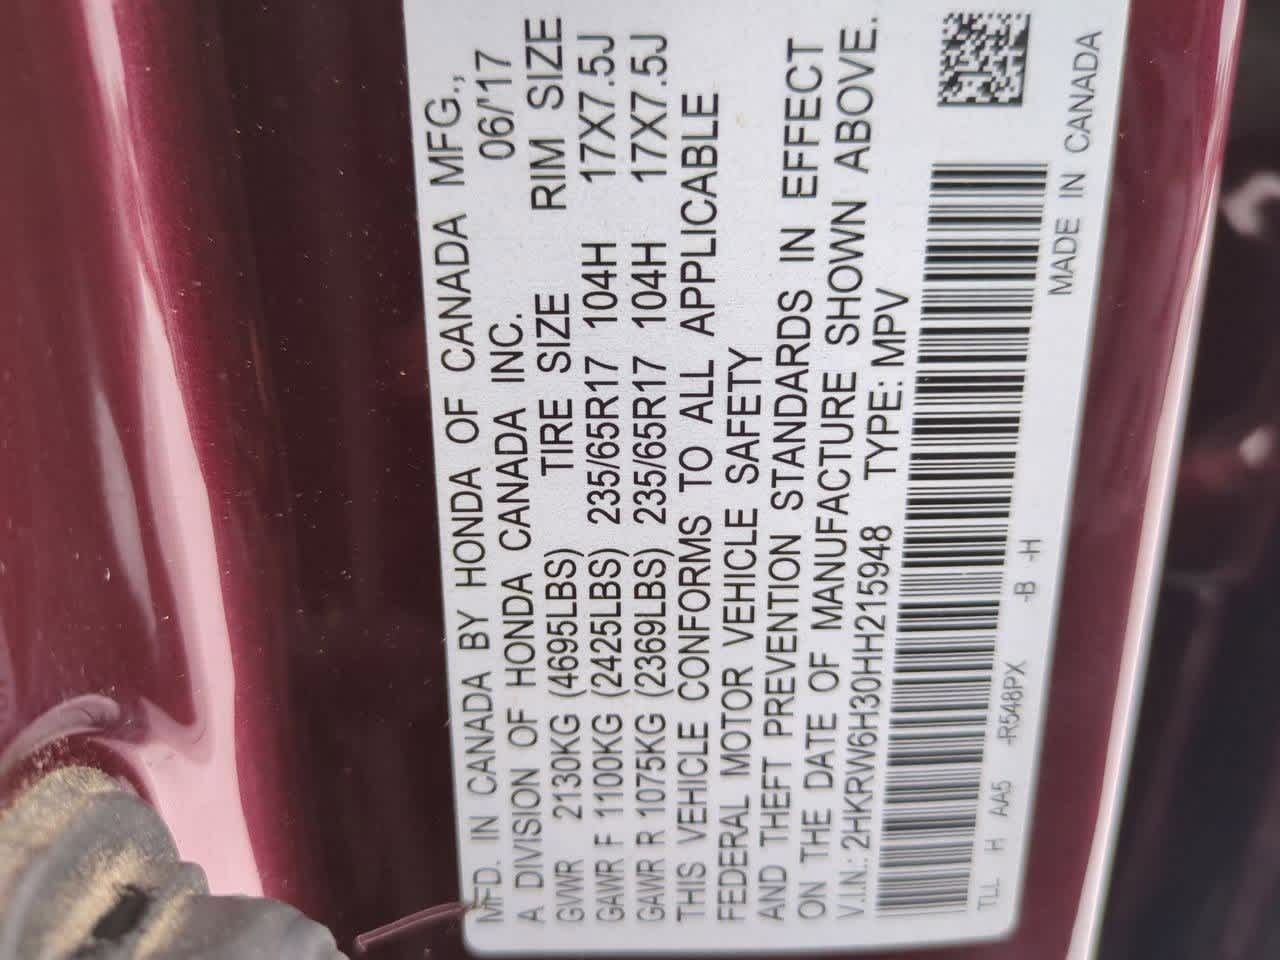 MFD. IN CANADA BY HONDA OF CANADA MFG.,
A DIVISION OF HONDA CANADA INC. 06/'17
GVWR 2130KG (4695LBS) TIRE SIZE RIM SIZE
GAWR F 1100KG (2425LBS) 235/65R17 104H 17X7.5J
GAWR R 1075KG (2369LBS) 235/65R17 104H 17X7.5J
THIS VEHICLE CONFORMS TO ALL APPLICABLE
FEDERAL MOTOR VEHICLE SAFETY
AND THEFT PREVENTION STANDARDS IN EFFECT
ON THE DATE OF MANUFACTURE SHOWN ABOVE.
V.I.N.: 2HKRW6H30HH215948 TYPE: MPV
TLL H AA5 -R548PX -B -H MADE IN CANADA